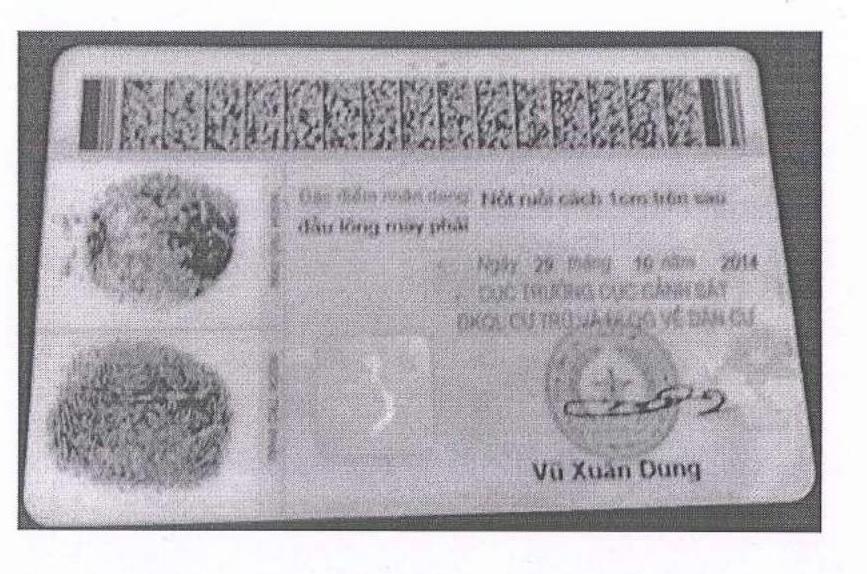 Đặc điểm nhân dạng: Nốt ruồi cách 1cm trên sau
đầu lông mày phải
Ngày 29 tháng 10 năm 2014
CỤC TRƯỞNG CỤC CẢNH SÁT
ĐKQL CƯ TRÚ VÀ DLQG VỀ DÂN CƯ
Vũ Xuân Dung